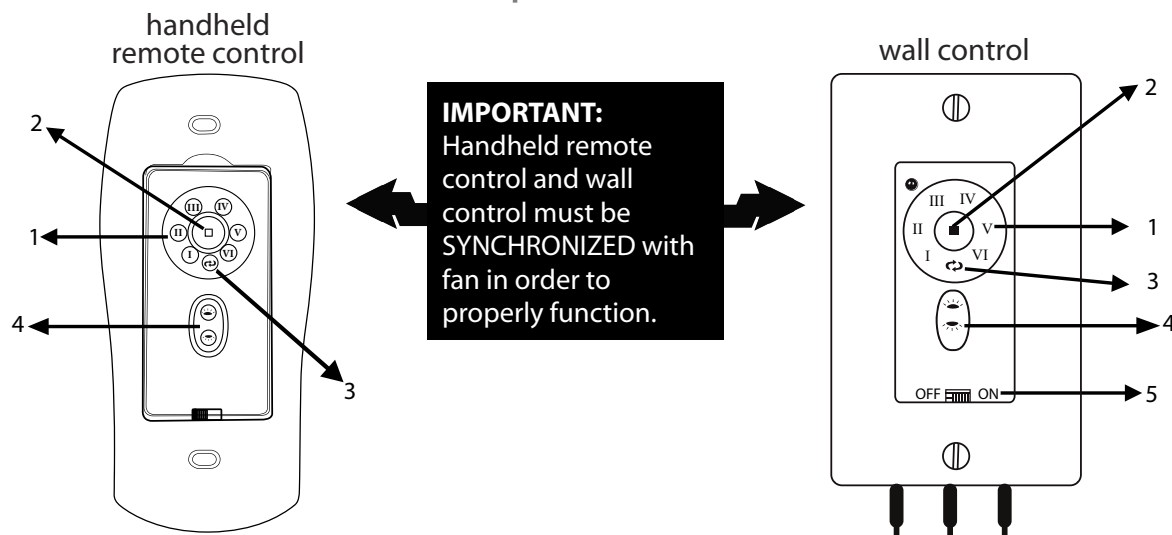 handheld
remote control
2
III IV
II V
1
I VI
4
3
IMPORTANT:
Handheld remote
control and wall
control must be
SYNCHRONIZED with
fan in order to
properly function.
wall control
2
III IV
II V
1
I VI
3
4
OFF ON
5